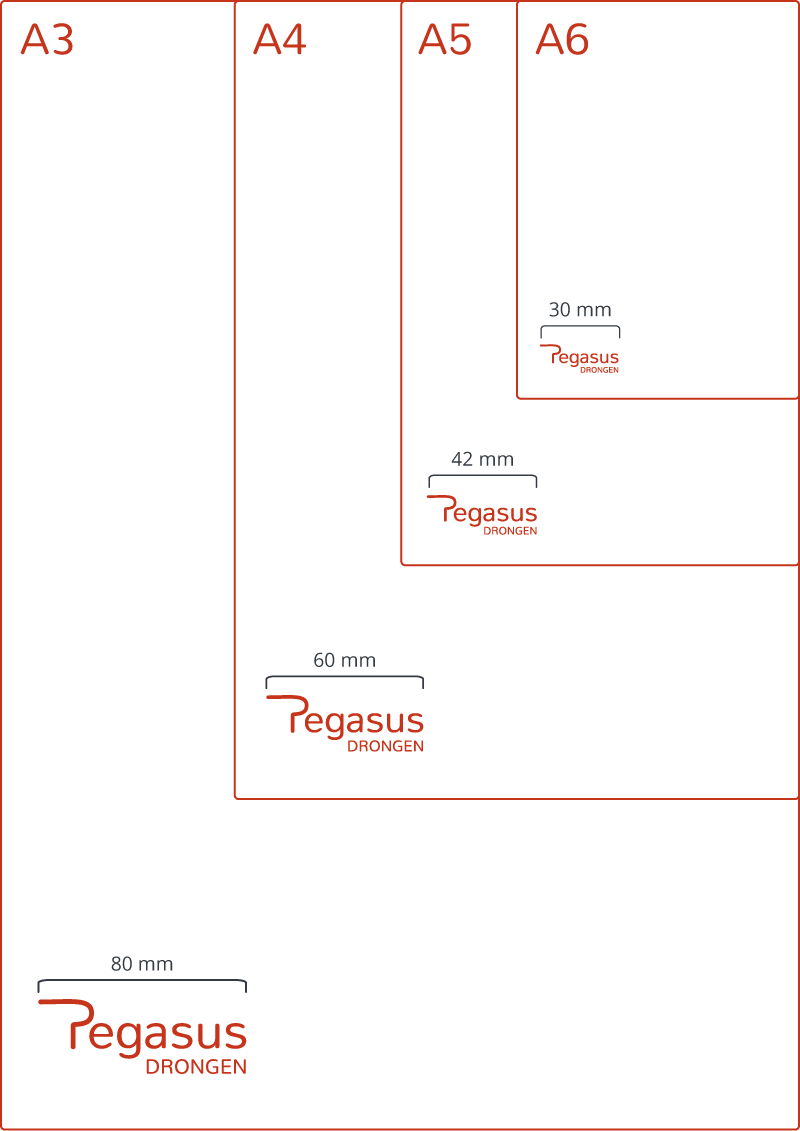 A3
A4
A5
A6
30 mm
Pegasus
DRONGEN
42 mm
Pegasus
DRONGEN
60 mm
Pegasus
DRONGEN
80 mm
Pegasus
DRONGEN